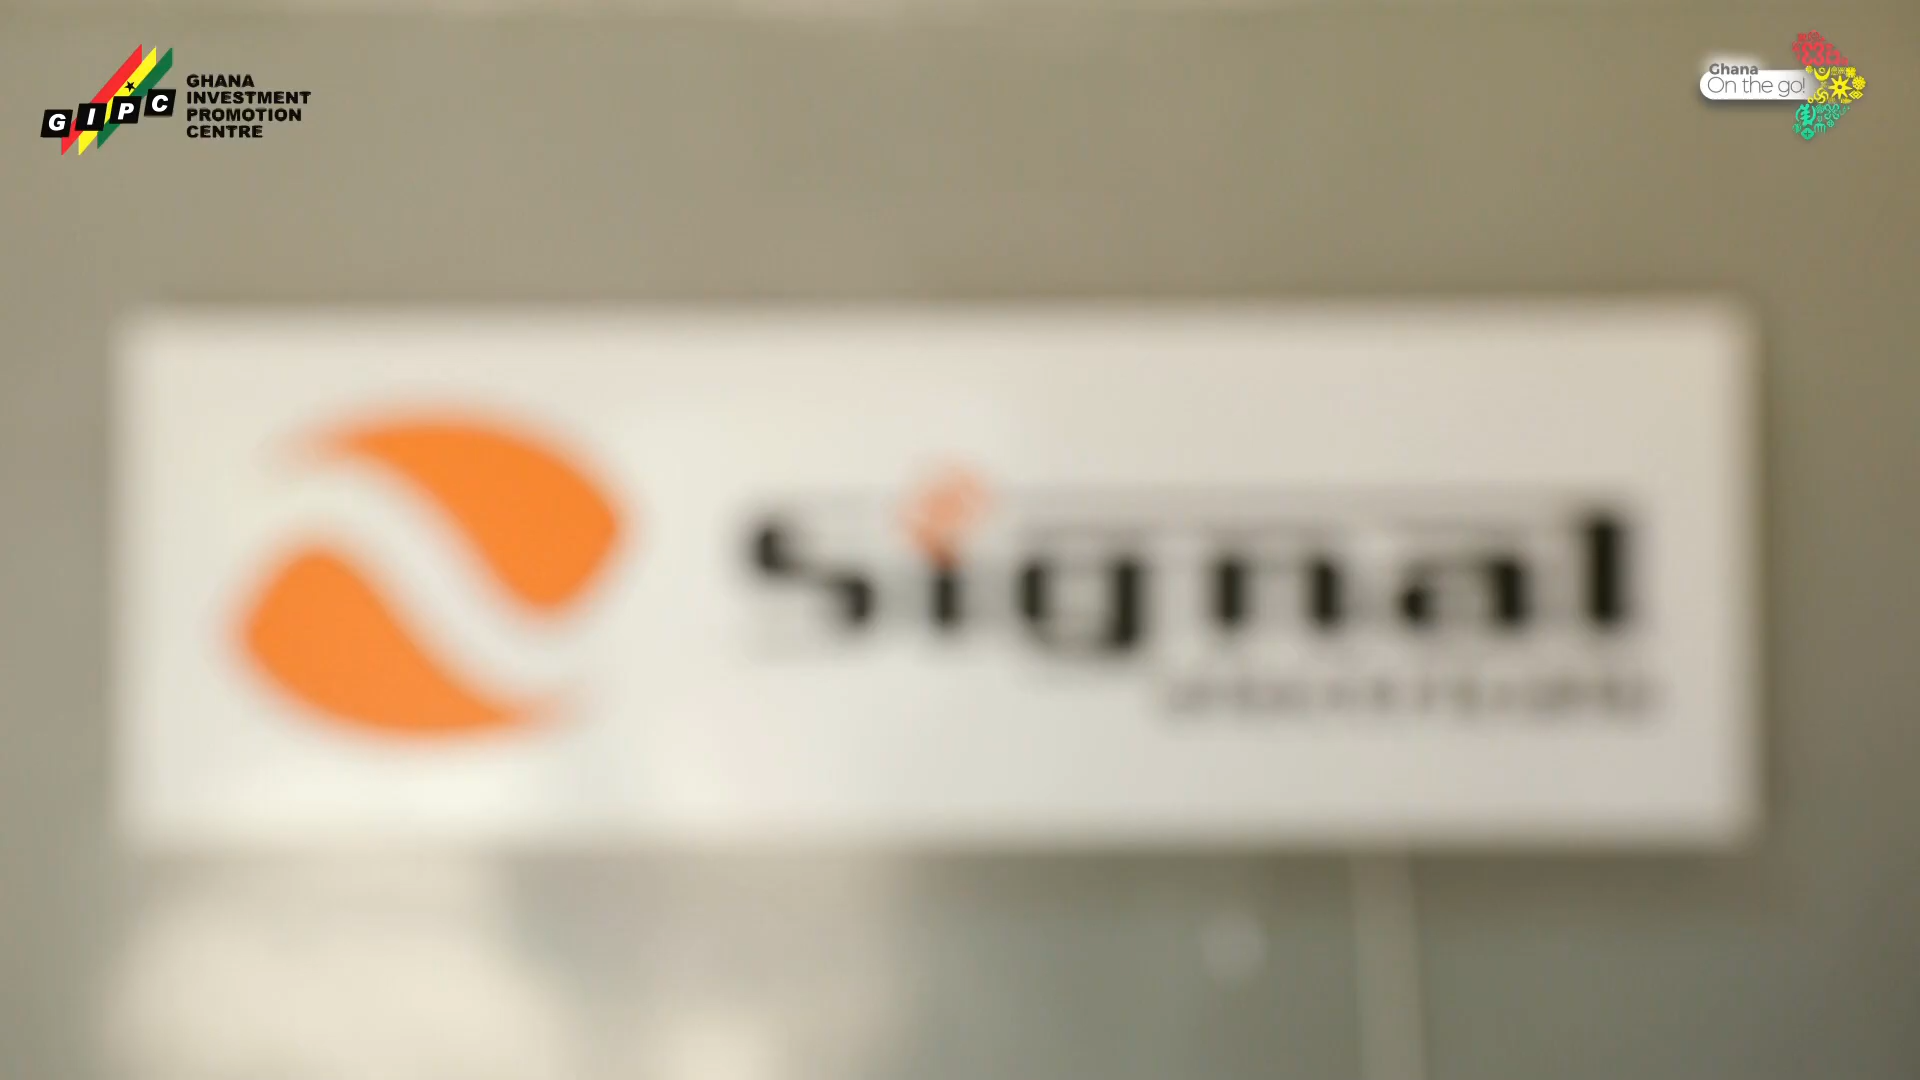 GIPC
GHANA
INVESTMENT
PROMOTION
CENTRE
Ghana
On the go!
signal